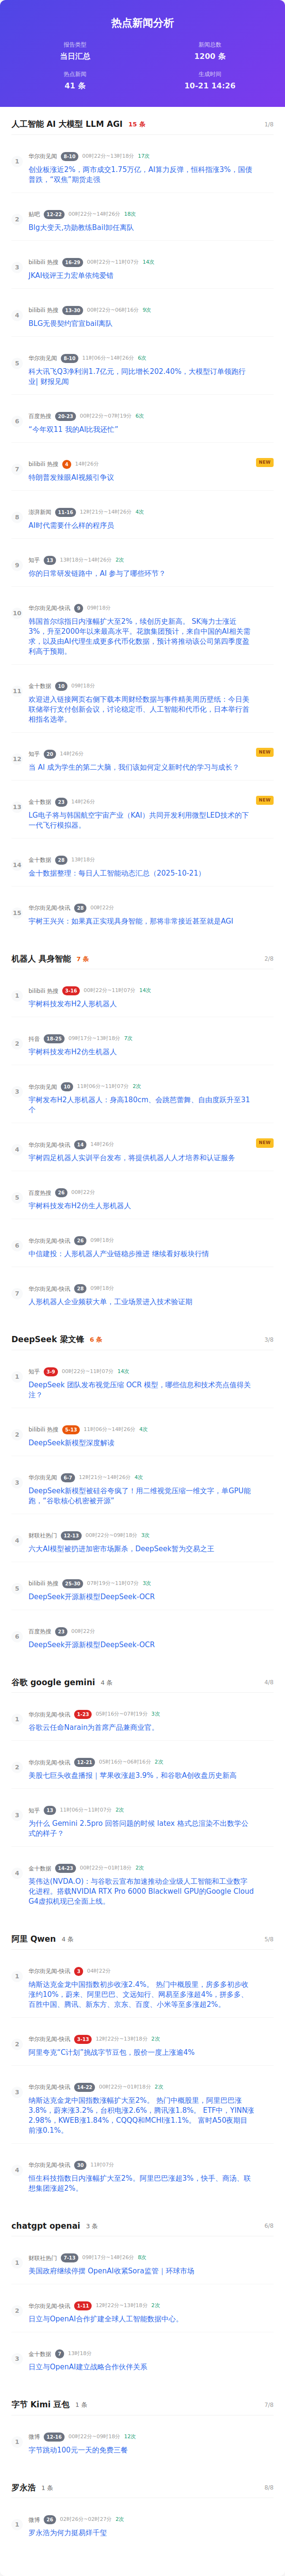 热点新闻分析
报告类型
新闻总数
当日汇总
1200 条
热点新闻
生成时间
41 条
10-21 14:26
人工智能 AI 大模型 LLM AGI 15 条 1/8
1
华尔街见闻 8-10 00时22分~13时18分 17次
创业板涨近2%，两市成交1.75万亿，AI算力反弹，恒科指涨3%，国债
普跌，“双焦”期货走强
2
贴吧 12-22 00时22分~14时26分 18次
Blg大变天,功勋教练Bail卸任离队
3
bilibili 热搜 16-29 00时22分~11时07分 14次
JKAI锐评王力宏单依纯爱错
4
bilibili 热搜 13-30 00时22分~06时16分 9次
BLG无畏契约官宣bail离队
5
华尔街见闻 8-10 11时06分~14时26分 6次
科大讯飞Q3净利润1.7亿元，同比增长202.40%，大模型订单领跑行
业| 财报见闻
6
百度热搜 20-23 00时22分~07时19分 6次
“今年双11 我的AI比我还忙”
7
bilibili 热搜 4 14时26分 NEW
特朗普发辣眼AI视频引争议
8
澎湃新闻 11-16 12时21分~14时26分 4次
AI时代需要什么样的程序员
9
知乎 13 13时18分~14时26分 2次
你的日常研发链路中，AI 参与了哪些环节？
10
华尔街见闻-快讯 9 09时18分
韩国首尔综指日内涨幅扩大至2%，续创历史新高。 SK海力士涨近
3%，升至2000年以来最高水平。花旗集团预计，来自中国的AI相关需
求，以及由AI代理生成更多代币化数据，预计将推动该公司第四季度盈
利高于预期。
11
金十数据 10 09时18分
欢迎进入链接网页右侧下载本周财经数据与事件精美周历壁纸：今日美
联储举行支付创新会议，讨论稳定币、人工智能和代币化，日本举行首
相指名选举。
12
知乎 20 14时26分 NEW
当 AI 成为学生的第二大脑，我们该如何定义新时代的学习与成长？
13
金十数据 23 14时26分 NEW
LG电子将与韩国航空宇航产业（KAI）共同开发利用微型LED技术的下
一代飞行模拟器。
14
金十数据 28 13时18分
金十数据整理：每日人工智能动态汇总（2025-10-21）
15
华尔街见闻-快讯 28 00时22分
宇树王兴兴：如果真正实现具身智能，那将非常接近甚至就是AGI
机器人 具身智能 7 条 2/8
1
bilibili 热搜 3-16 00时22分~11时07分 14次
宇树科技发布H2人形机器人
2
抖音 18-25 09时17分~13时18分 7次
宇树科技发布H2仿生机器人
3
华尔街见闻 10 11时06分~11时07分 2次
宇树发布H2人形机器人：身高180cm、会跳芭蕾舞、自由度跃升至31
个
4
华尔街见闻-快讯 14 14时26分 NEW
宇树四足机器人实训平台发布，将提供机器人人才培养和认证服务
5
百度热搜 26 00时22分
宇树科技发布H2仿生人形机器人
6
华尔街见闻-快讯 26 09时18分
中信建投：人形机器人产业链稳步推进 继续看好板块行情
7
华尔街见闻-快讯 28 09时18分
人形机器人企业频获大单，工业场景进入技术验证期
DeepSeek 梁文锋 6 条 3/8
1
知乎 3-9 00时22分~11时07分 14次
DeepSeek 团队发布视觉压缩 OCR 模型，哪些信息和技术亮点值得关
注？
2
bilibili 热搜 5-13 11时06分~14时26分 4次
DeepSeek新模型深度解读
3
华尔街见闻 6-7 12时21分~14时26分 4次
DeepSeek新模型被硅谷夸疯了！用二维视觉压缩一维文字，单GPU能
跑，“谷歌核心机密被开源”
4
财联社热门 12-13 00时22分~09时18分 3次
六大AI模型被扔进加密市场厮杀，DeepSeek暂为交易之王
5
bilibili 热搜 25-30 07时19分~11时07分 3次
DeepSeek开源新模型DeepSeek-OCR
6
百度热搜 23 00时22分
DeepSeek开源新模型DeepSeek-OCR
谷歌 google gemini 4 条 4/8
1
华尔街见闻-快讯 1-23 05时16分~07时19分 3次
谷歌云任命Narain为首席产品兼商业官。
2
华尔街见闻-快讯 12-21 05时16分~06时16分 2次
美股七巨头收盘播报｜苹果收涨超3.9%，和谷歌A创收盘历史新高
3
知乎 13 11时06分~11时07分 2次
为什么 Gemini 2.5pro 回答问题的时候 latex 格式总渲染不出数学公
式的样子？
4
金十数据 14-23 00时22分~01时19分 2次
英伟达(NVDA.O)：与谷歌云宣布加速推动企业级人工智能和工业数字
化进程。搭载NVIDIA RTX Pro 6000 Blackwell GPU的Google Cloud
G4虚拟机现已全面上线。
阿里 Qwen 4 条 5/8
1
华尔街见闻-快讯 3 04时22分
纳斯达克金龙中国指数初步收涨2.4%。 热门中概股里，房多多初步收
涨约10%，蔚来、阿里巴巴、文远知行、网易至多涨超4%，拼多多、
百胜中国、腾讯、新东方、京东、百度、小米等至多涨超2%。
2
华尔街见闻-快讯 3-13 12时22分~13时18分 2次
阿里夸克“C计划”挑战字节豆包，股价一度上涨逾4%
3
华尔街见闻-快讯 14-22 00时22分~01时19分 2次
纳斯达克金龙中国指数涨幅扩大至2%。 热门中概股里，阿里巴巴涨
3.8%，蔚来涨3.2%，台积电涨2.6%，腾讯涨1.8%。 ETF中，YINN涨
2.98%，KWEB涨1.84%，CQQQ和MCHI涨1.1%。 富时A50夜期目
前涨0.1%。
4
华尔街见闻-快讯 30 11时07分
恒生科技指数日内涨幅扩大至2%。阿里巴巴涨超3%，快手、商汤、联
想集团涨超2%。
chatgpt openai 3 条 6/8
1
财联社热门 7-13 09时17分~14时26分 8次
美国政府继续停摆 OpenAI收紧Sora监管｜环球市场
2
华尔街见闻-快讯 1-11 12时22分~13时18分 2次
日立与OpenAI合作扩建全球人工智能数据中心。
3
金十数据 7 13时18分
日立与OpenAI建立战略合作伙伴关系
字节 Kimi 豆包 1 条 7/8
1
微博 12-16 00时22分~09时18分 12次
字节跳动100元一天的免费三餐
罗永浩 1 条 8/8
1
微博 26 02时26分~02时27分 2次
罗永浩为何力挺易烊千玺